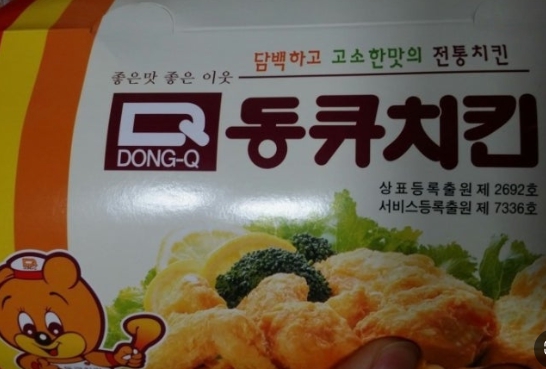 담백하고 고소한맛의 전통치킨
좋은맛 좋은 이웃
DONG-Q 동큐치킨
상표등록출원 제 2692호
서비스등록출원 제 7336호